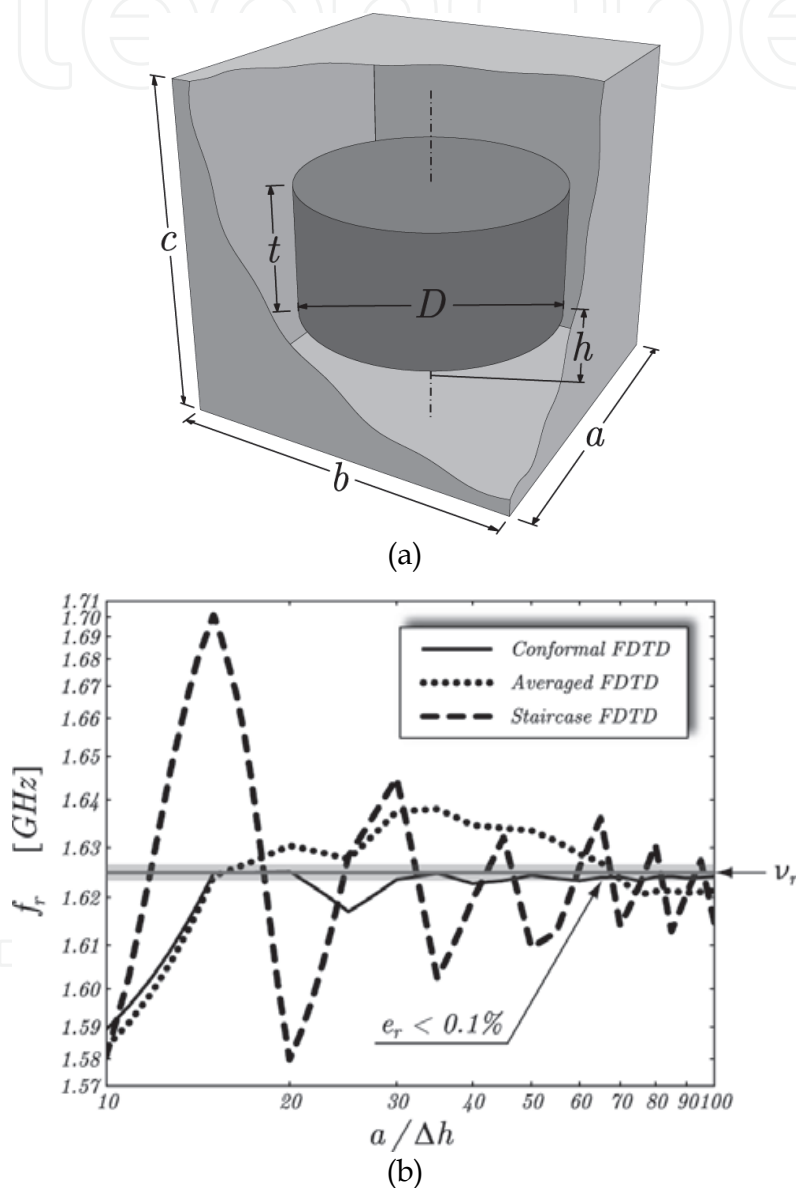 c
t
D
h
a
b
(a)
1.71
1.70
1.69
1.68
1.67
1.66
1.65
1.64
1.63
1.62
1.61
1.60
1.59
1.58
1.57
f_r [GHz]
Conformal FDTD
Averaged FDTD
Staircase FDTD
ν_r
e_r < 0.1%
10 20 30 40 50 60 70 80 90 100
a / Δh
(b)